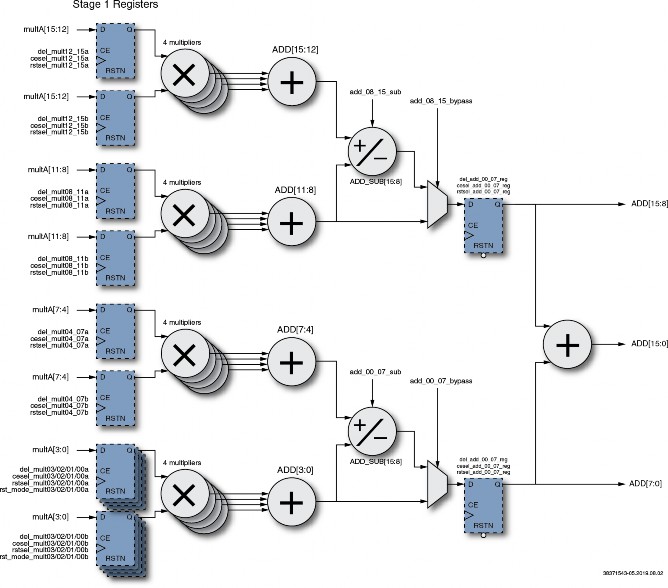 Stage 1 Registers
multA[15:12]
D
Q
del_mult12_15a
cesel_mult12_15a
rstsel_mult12_15a
CE
RSTN
4 multipliers
ADD[15:12]
multA[15:12]
D
Q
del_mult12_15b
cesel_mult12_15b
rstsel_mult12_15b
CE
RSTN
add_08_15_sub
add_08_15_bypass
ADD_SUB[15:8]
multA[11:8]
D
Q
del_mult08_11a
cesel_mult08_11a
rstsel_mult08_11a
CE
RSTN
4 multipliers
ADD[11:8]
multA[11:8]
D
Q
del_mult08_11b
cesel_mult08_11b
rstsel_mult08_11b
CE
RSTN
del_add_00_07_reg
cesel_add_00_07_reg
rstsel_add_00_07_reg
D
Q
CE
RSTN
ADD[15:8]
multA[7:4]
D
Q
del_mult04_07a
cesel_mult04_07a
rstsel_mult04_07a
CE
RSTN
4 multipliers
ADD[7:4]
multA[7:4]
D
Q
del_mult04_07b
cesel_mult04_07b
rstsel_mult04_07b
CE
RSTN
ADD[15:0]
add_00_07_sub
add_00_07_bypass
ADD_SUB[15:8]
multA[3:0]
D
Q
del_mult03/02/01/00a
cesel_mult03/02/01/00a
rstsel_mult03/02/01/00a
rst_mode_mult03/02/01/00a
CE
RSTN
4 multipliers
ADD[3:0]
multA[3:0]
D
Q
del_mult03/02/01/00b
cesel_mult03/02/01/00b
rstsel_mult03/02/01/00b
rst_mode_mult03/02/01/00b
CE
RSTN
del_add_00_07_reg
cesel_add_00_07_reg
rstsel_add_00_07_reg
D
Q
CE
RSTN
ADD[7:0]
38371543-05.2019.08.02